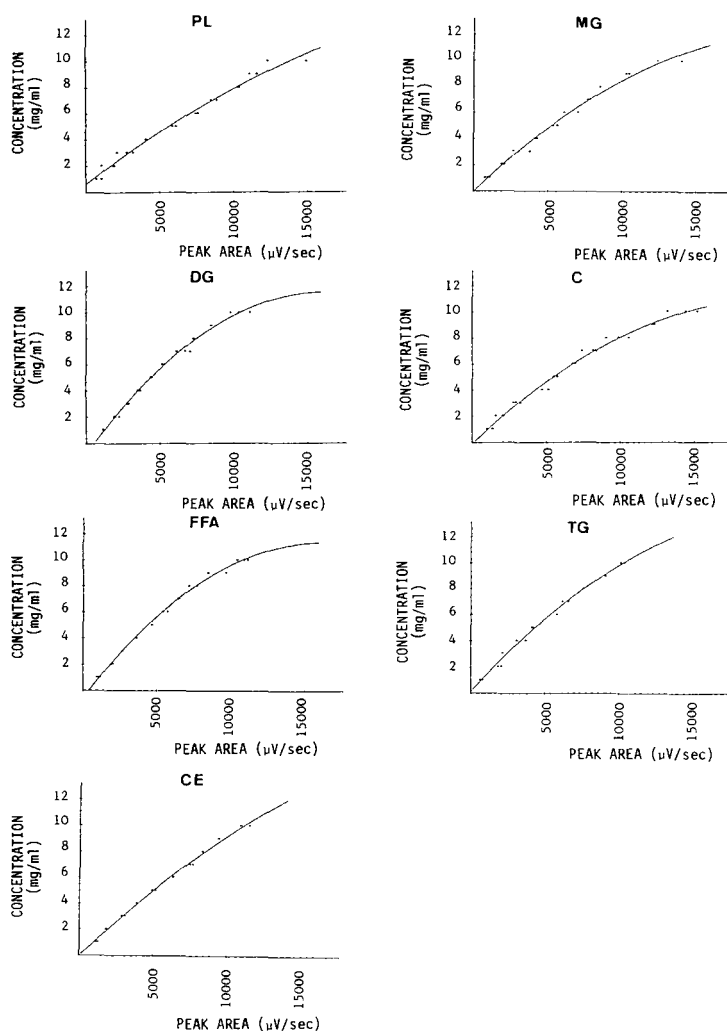 PL
12
10
8
6
4
2
CONCENTRATION
(mg/ml)
5000
10000
15000
PEAK AREA (µV/sec)
MG
12
10
8
6
4
2
CONCENTRATION
(mg/ml)
5000
10000
15000
PEAK AREA (µV/sec)
DG
12
10
8
6
4
2
CONCENTRATION
(mg/ml)
5000
10000
15000
PEAK AREA (µV/sec)
C
12
10
8
6
4
2
CONCENTRATION
(mg/ml)
5000
10000
15000
PEAK AREA (µV/sec)
FFA
12
10
8
6
4
2
CONCENTRATION
(mg/ml)
5000
10000
15000
PEAK AREA (µV/sec)
TG
12
10
8
6
4
2
CONCENTRATION
(mg/ml)
5000
10000
15000
PEAK AREA (µV/sec)
CE
12
10
8
6
4
2
CONCENTRATION
(mg/ml)
5000
10000
15000
PEAK AREA (µV/sec)